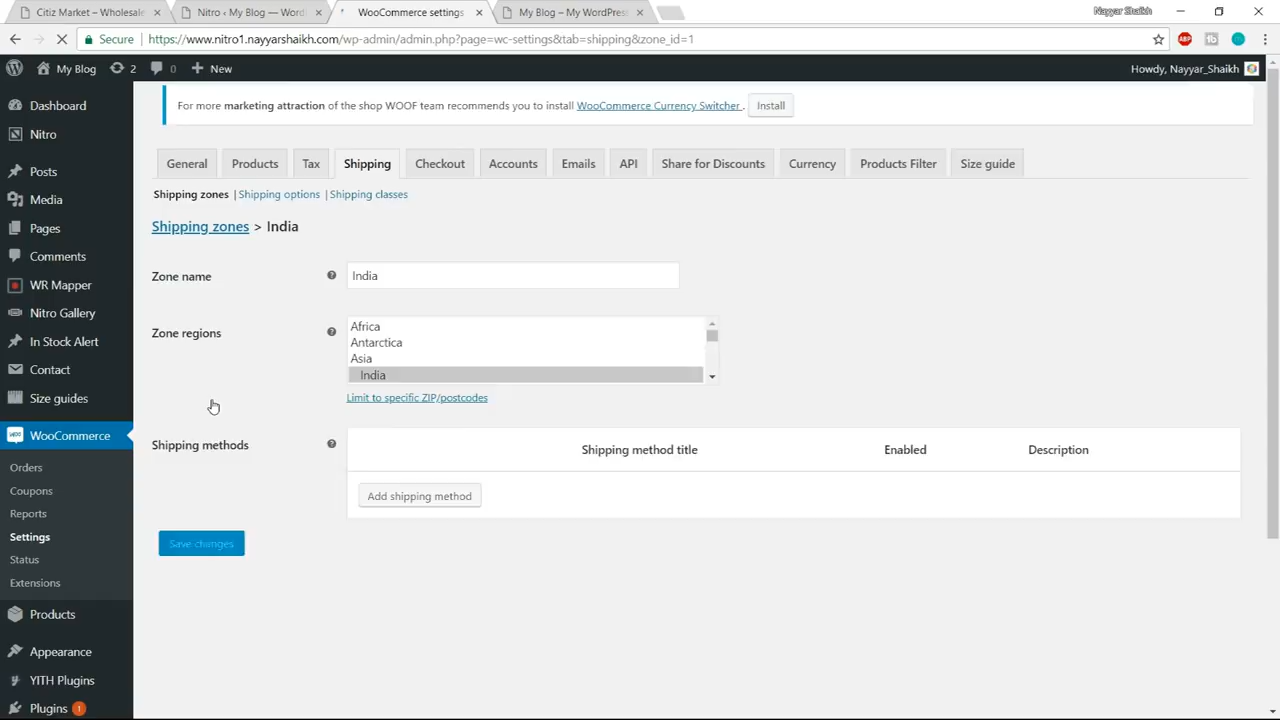 Citiz Market – Wholesale
Nitro ‹ My Blog — Word
WooCommerce settings
My Blog – My WordPress
Nayyar Shaikh
Secure
https://www.nitro1.nayyarshaikh.com/wp-admin/admin.php?page=wc-settings&tab=shipping&zone_id=1
ABP
tb
My Blog
2
0
New
Howdy, Nayyar_Shaikh
Dashboard
Nitro
Posts
Media
Pages
Comments
WR Mapper
Nitro Gallery
In Stock Alert
Contact
Size guides
WooCommerce
Orders
Coupons
Reports
Settings
Status
Extensions
Products
Appearance
YITH Plugins
Plugins 1
For more marketing attraction of the shop WOOF team recommends you to install WooCommerce Currency Switcher . Install
General
Products
Tax
Shipping
Checkout
Accounts
Emails
API
Share for Discounts
Currency
Products Filter
Size guide
Shipping zones | Shipping options | Shipping classes
Shipping zones > India
Zone name
India
Zone regions
Africa
Antarctica
Asia
India
Limit to specific ZIP/postcodes
Shipping methods
Shipping method title
Enabled
Description
Add shipping method
Save changes